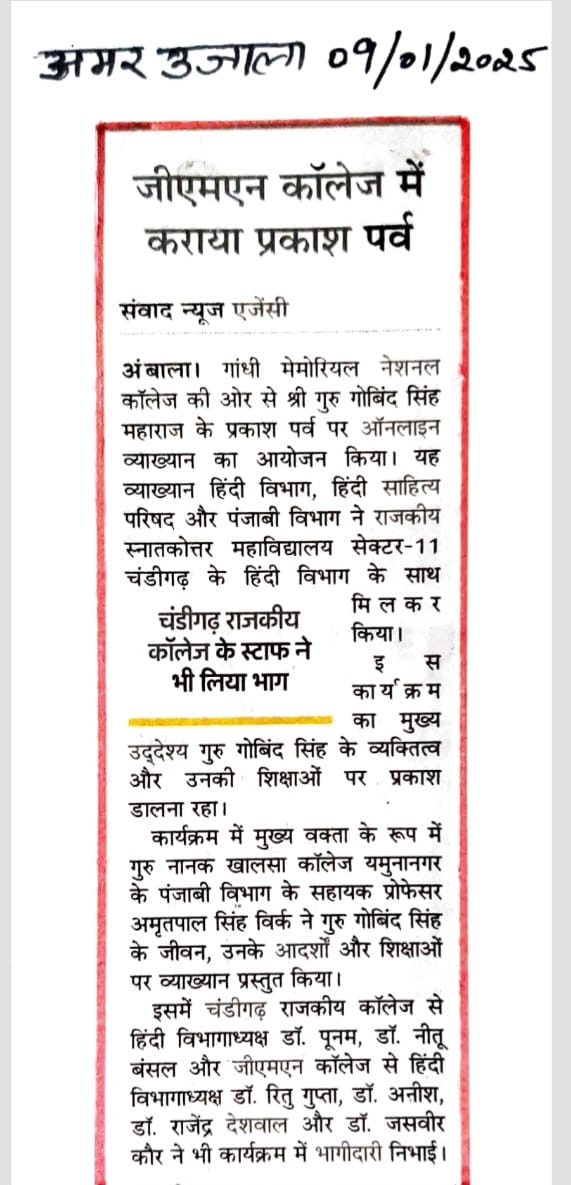 अमर उजाला 09/01/2025
जीएमएन कॉलेज में
कराया प्रकाश पर्व
संवाद न्यूज एजेंसी
अंबाला। गांधी मेमोरियल नेशनल
कॉलेज की ओर से श्री गुरु गोबिंद सिंह
महाराज के प्रकाश पर्व पर ऑनलाइन
व्याख्यान का आयोजन किया। यह
व्याख्यान हिंदी विभाग, हिंदी साहित्य
परिषद और पंजाबी विभाग ने राजकीय
स्नातकोत्तर महाविद्यालय सेक्टर-11
चंडीगढ़ के हिंदी विभाग के साथ
मिलकर
किया।
इस
कार्यक्रम
का मुख्य
चंडीगढ़ राजकीय
कॉलेज के स्टाफ ने
भी लिया भाग
उद्देश्य गुरु गोबिंद सिंह के व्यक्तित्व
और उनकी शिक्षाओं पर प्रकाश
डालना रहा।
कार्यक्रम में मुख्य वक्ता के रूप में
गुरु नानक खालसा कॉलेज यमुनानगर
के पंजाबी विभाग के सहायक प्रोफेसर
अमृतपाल सिंह विर्क ने गुरु गोबिंद सिंह
के जीवन, उनके आदर्शों और शिक्षाओं
पर व्याख्यान प्रस्तुत किया।
इसमें चंडीगढ़ राजकीय कॉलेज से
हिंदी विभागाध्यक्ष डॉ. पूनम, डॉ. नीतू
बंसल और जीएमएन कॉलेज से हिंदी
विभागाध्यक्ष डॉ. रितु गुप्ता, डॉ. अनीश,
डॉ. राजेंद्र देशवाल और डॉ. जसवीर
कौर ने भी कार्यक्रम में भागीदारी निभाई।